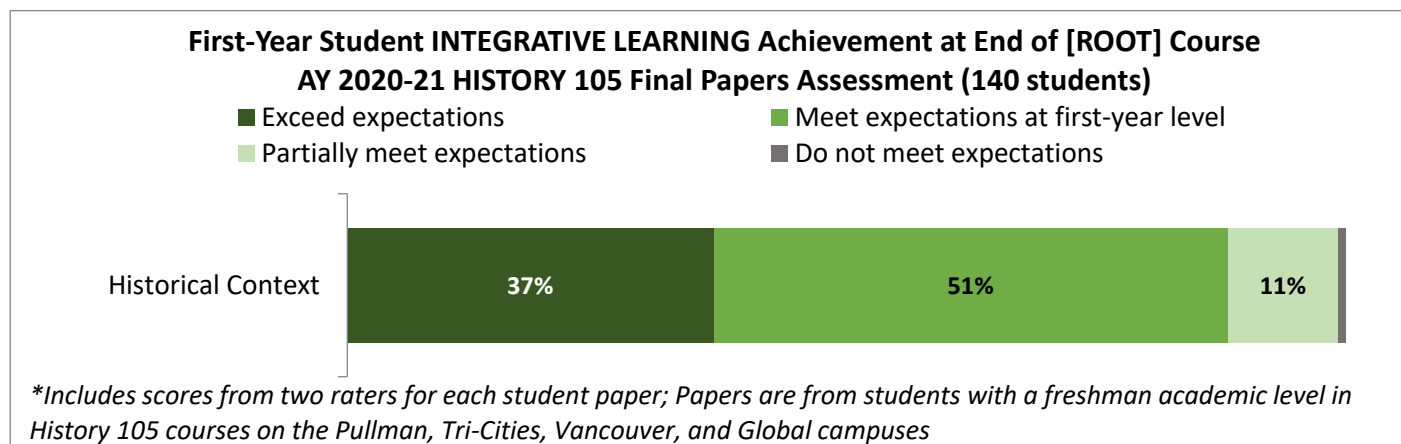 First-Year Student INTEGRATIVE LEARNING Achievement at End of [ROOT] Course
AY 2020-21 HISTORY 105 Final Papers Assessment (140 students)
Exceed expectations
Meet expectations at first-year level
Partially meet expectations
Do not meet expectations
Historical Context
37%
51%
11%
*Includes scores from two raters for each student paper; Papers are from students with a freshman academic level in
History 105 courses on the Pullman, Tri-Cities, Vancouver, and Global campuses